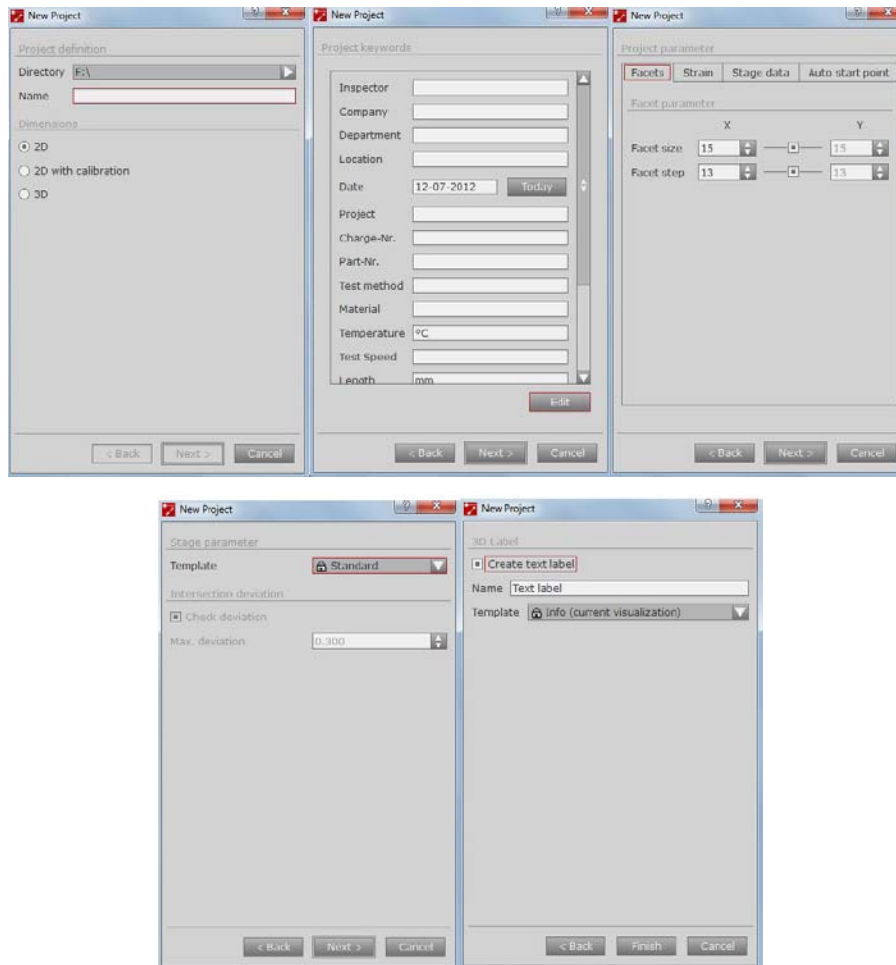 New Project
Project definition
Directory F:\
Name
Dimensions
2D
2D with calibration
3D
< Back Next > Cancel
New Project
Project keywords
Inspector
Company
Department
Location
Date 12-07-2012 Today
Project
Charge-Nr.
Part-Nr.
Test method
Material
Temperature °C
Test Speed
Length mm
Edit
< Back Next > Cancel
New Project
Project parameter
Facets Strain Stage data Auto start point
Facet parameter
X Y
Facet size 15 15
Facet step 13 13
< Back Next > Cancel
New Project
Stage parameter
Template Standard
Intersection deviation
Check deviation
Max. deviation 0.300
< Back Next > Cancel
New Project
3D Label
Create text label
Name Text label
Template Info (current visualization)
< Back Finish Cancel